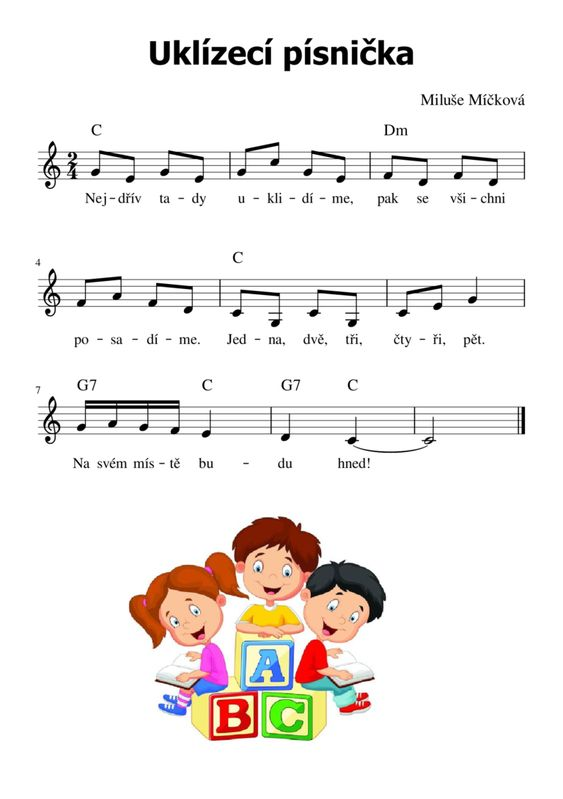 Uklízecí písnička
Miluše Míčková
C Dm
2
4
Nej-dřív ta-dy u-kli-dí-me, pak se vši-chni
4
C
po-sa-dí-me. Jed-na, dvě, tři, čty-ři, pět.
7
G7 C G7 C
Na svém mís-tě bu-du hned!
A
B C